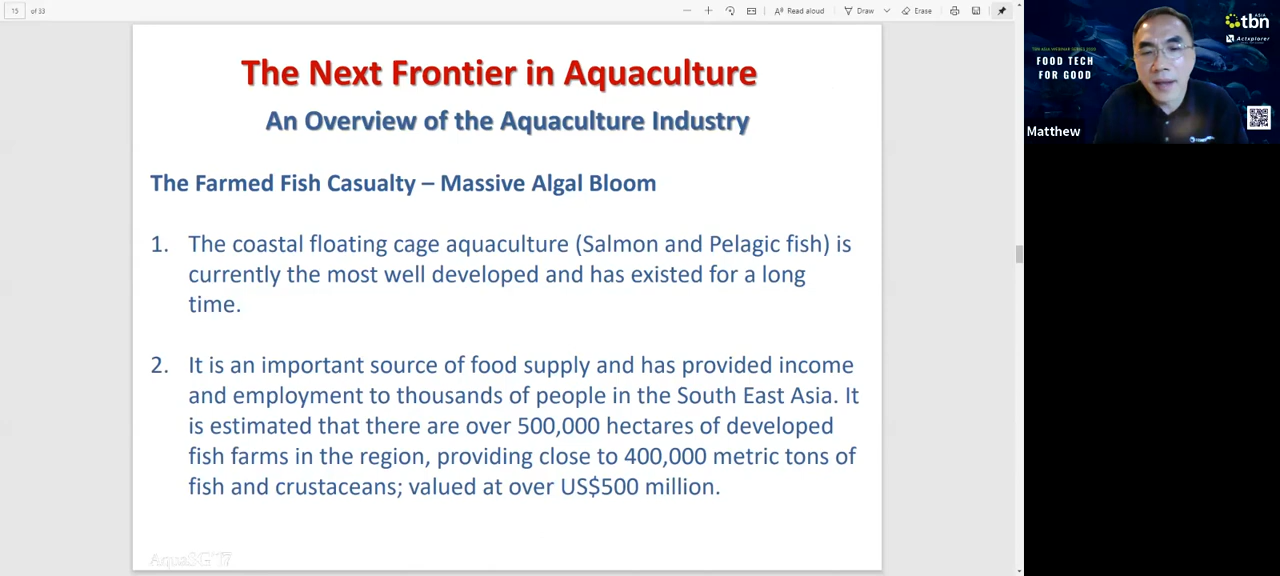 15 of 33
Read aloud
Draw
Erase
The Next Frontier in Aquaculture
An Overview of the Aquaculture Industry
The Farmed Fish Casualty – Massive Algal Bloom
1. The coastal floating cage aquaculture (Salmon and Pelagic fish) is
currently the most well developed and has existed for a long
time.
2. It is an important source of food supply and has provided income
and employment to thousands of people in the South East Asia. It
is estimated that there are over 500,000 hectares of developed
fish farms in the region, providing close to 400,000 metric tons of
fish and crustaceans; valued at over US$500 million.
tbn
ASIA
Actxplorer
FOOD TECH
FOR GOOD
Matthew